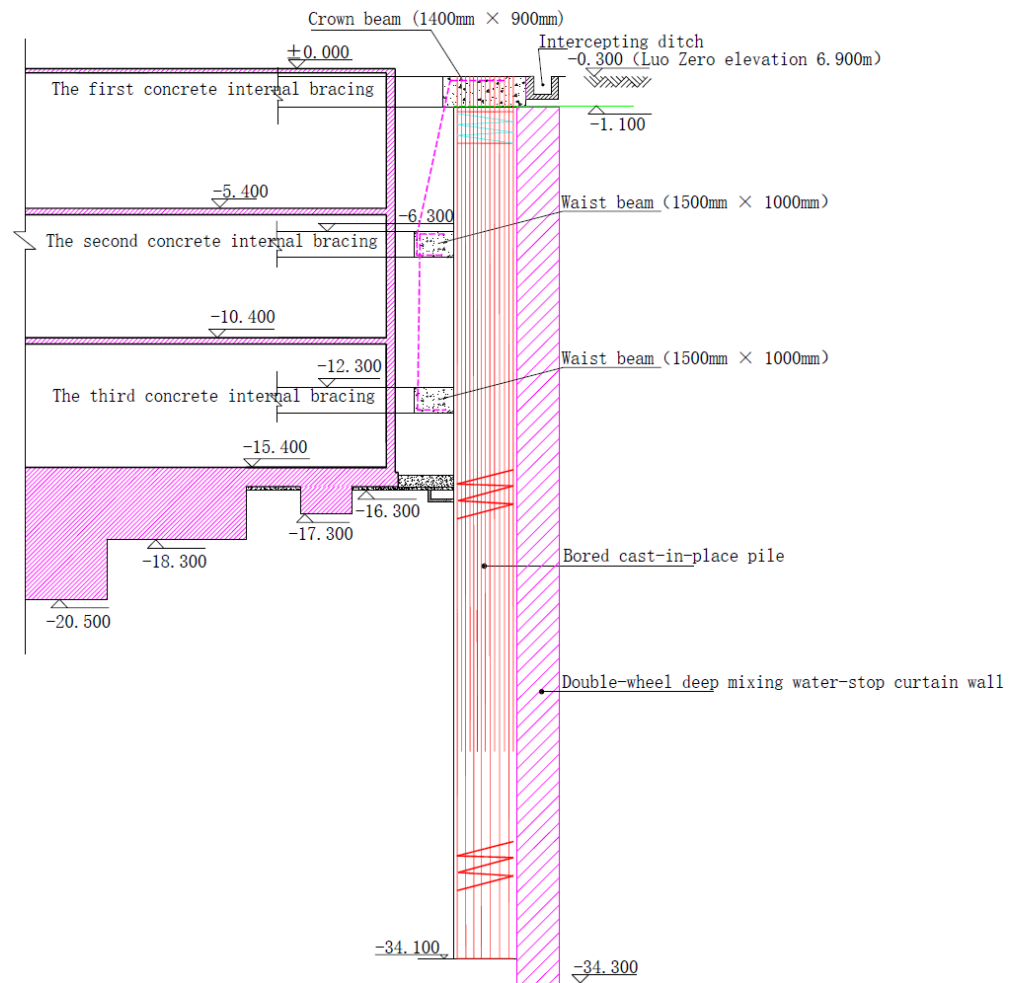 Crown beam (1400mm × 900mm)
Intercepting ditch
±0.000
-0.300 (Luo Zero elevation 6.900m)
The first concrete internal bracing
-1.100
-5.400
Waist beam (1500mm × 1000mm)
-6.300
The second concrete internal bracing
-10.400
Waist beam (1500mm × 1000mm)
-12.300
The third concrete internal bracing
-15.400
-16.300
-17.300
Bored cast-in-place pile
-18.300
-20.500
Double-wheel deep mixing water-stop curtain wall
-34.100
-34.300